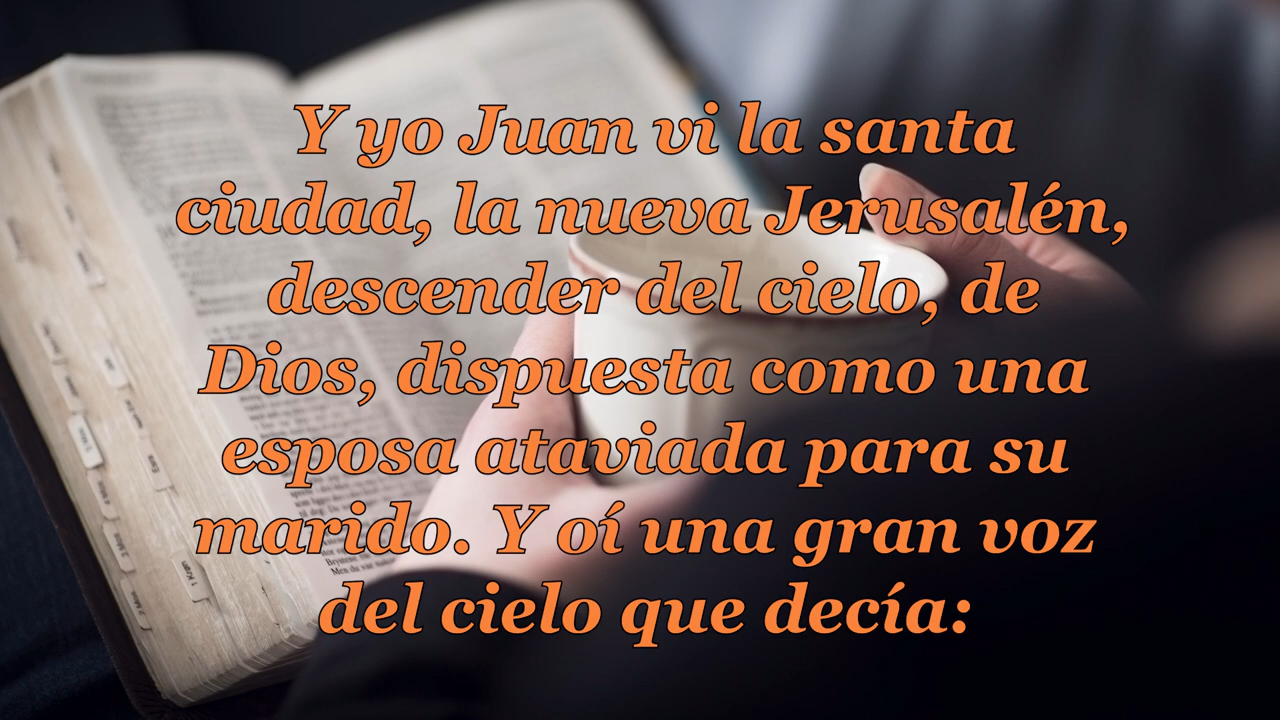 Y yo Juan vi la santa
ciudad, la nueva Jerusalén,
descender del cielo, de
Dios, dispuesta como una
esposa ataviada para su
marido. Y oí una gran voz
del cielo que decía: